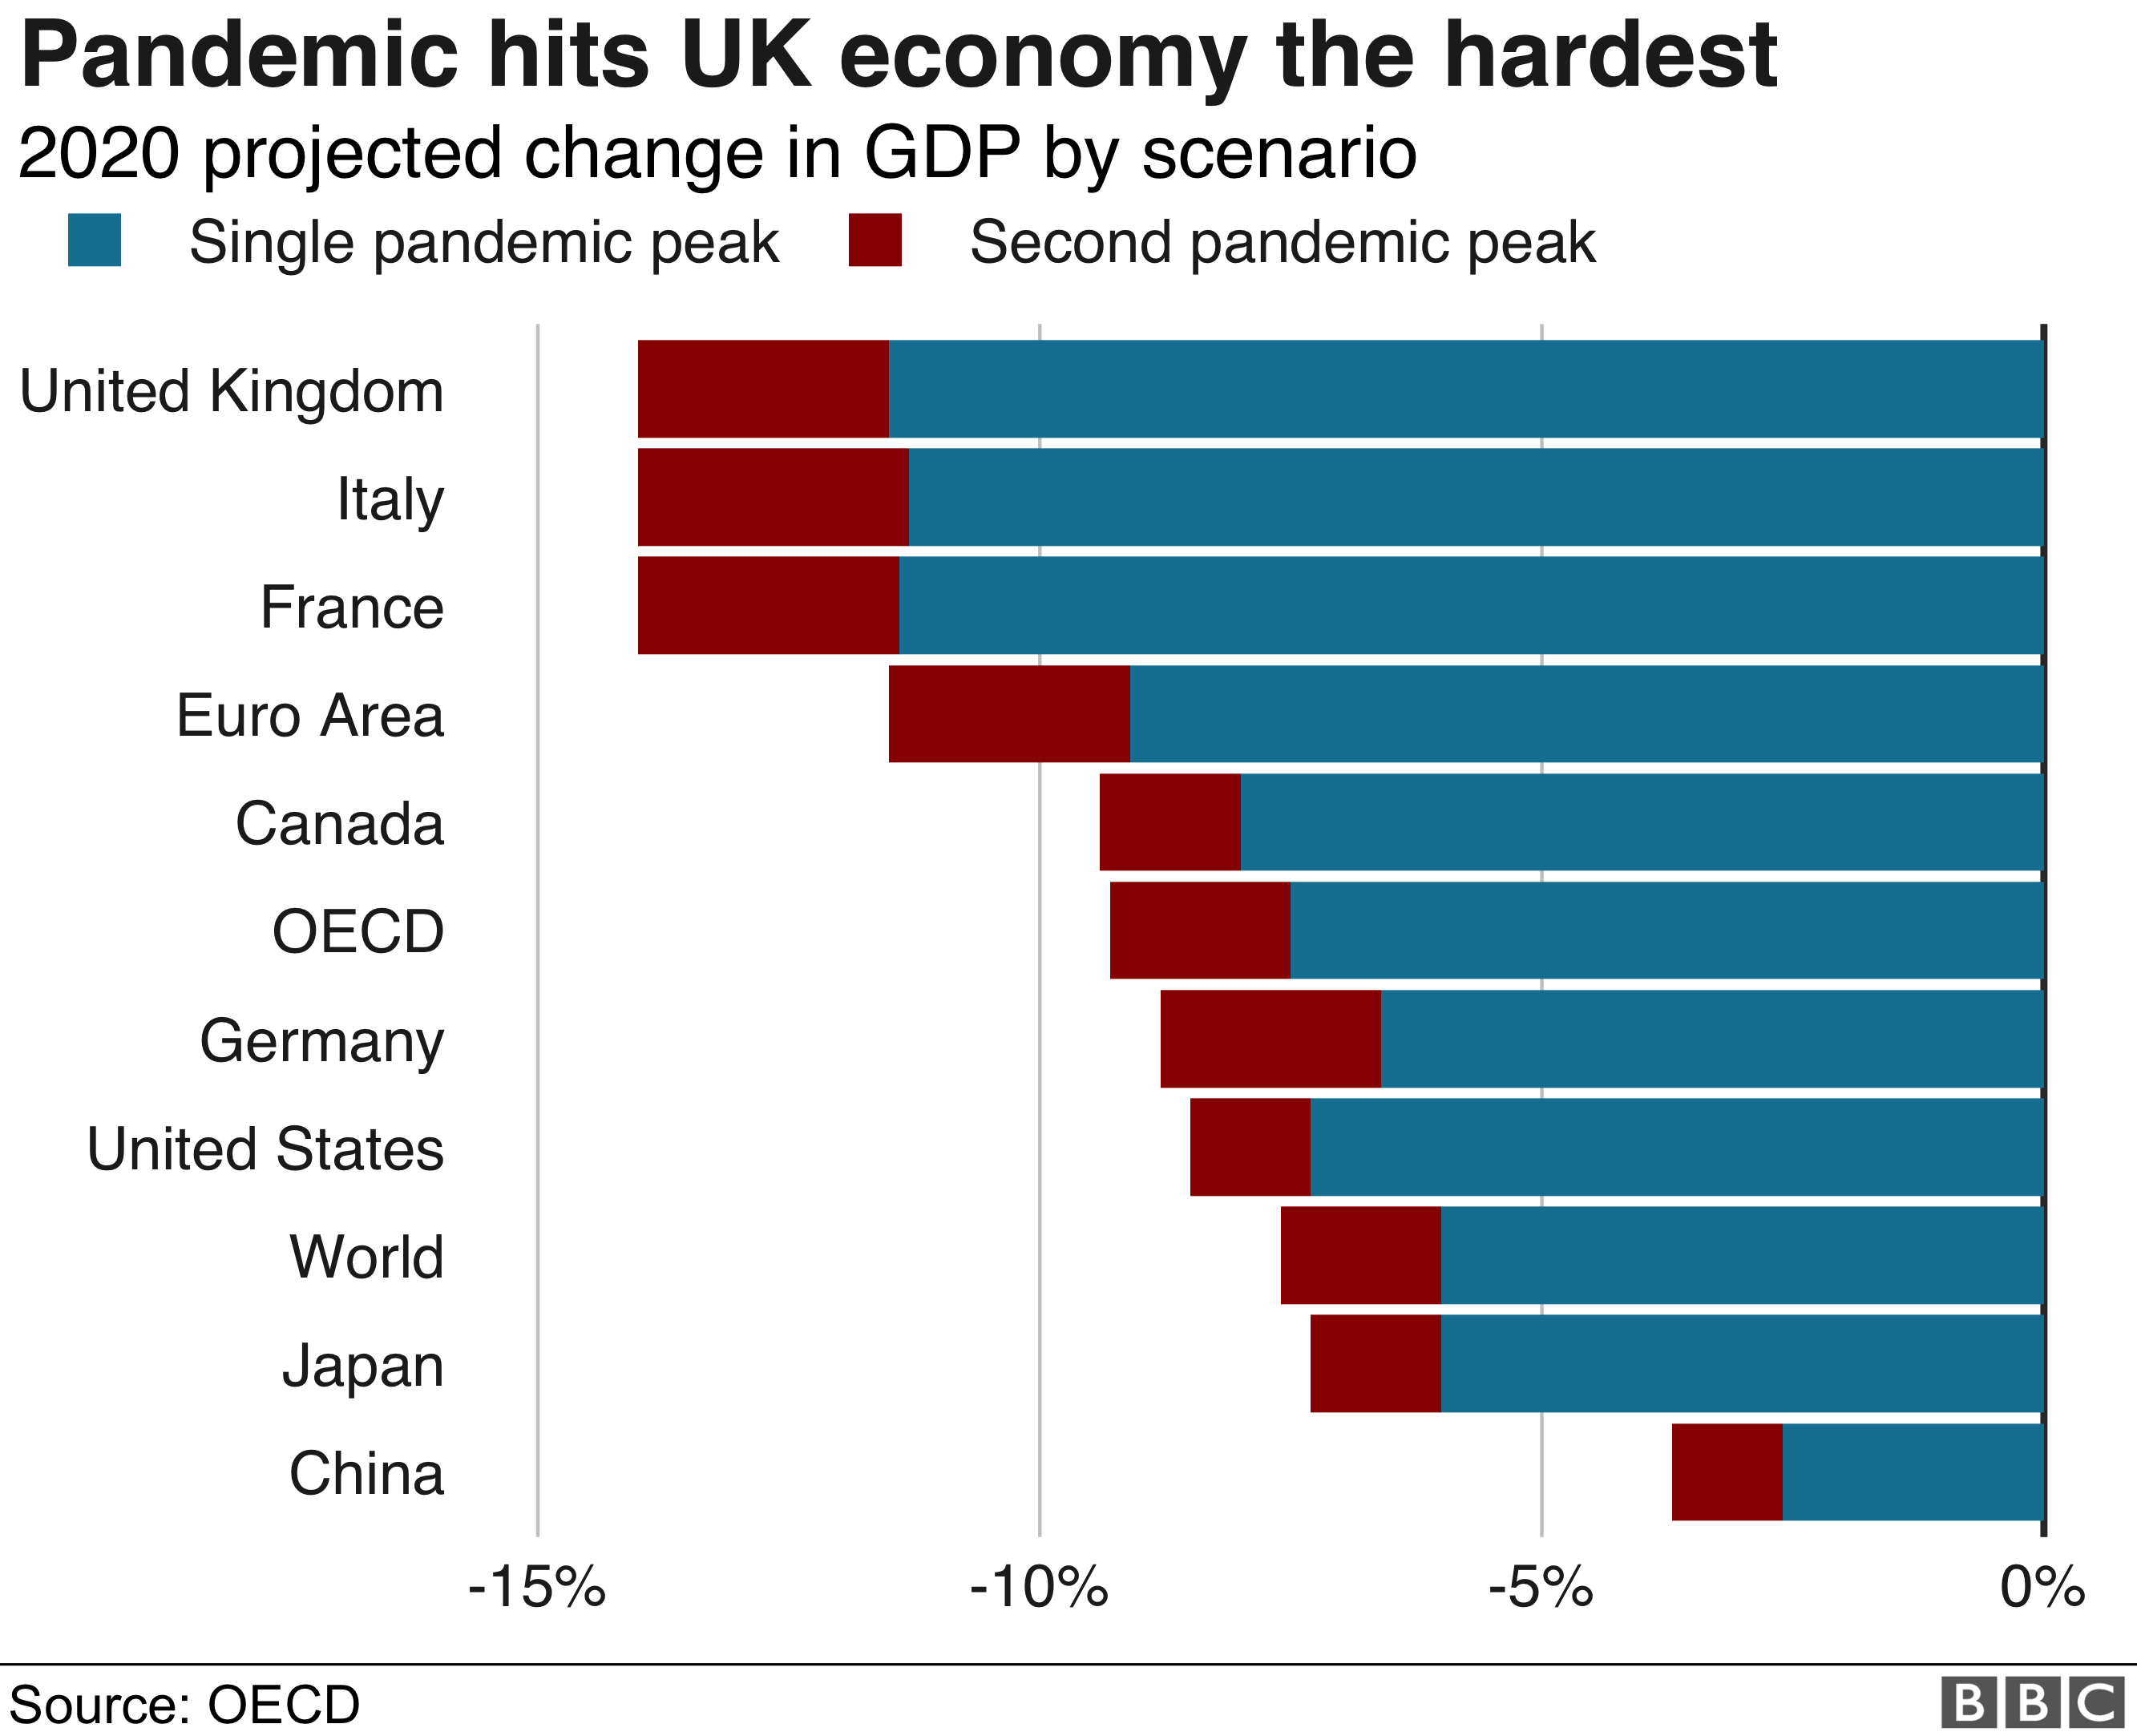 Pandemic hits UK economy the hardest
2020 projected change in GDP by scenario
Single pandemic peak Second pandemic peak
United Kingdom
Italy
France
Euro Area
Canada
OECD
Germany
United States
World
Japan
China
-15% -10% -5% 0%
Source: OECD BBC